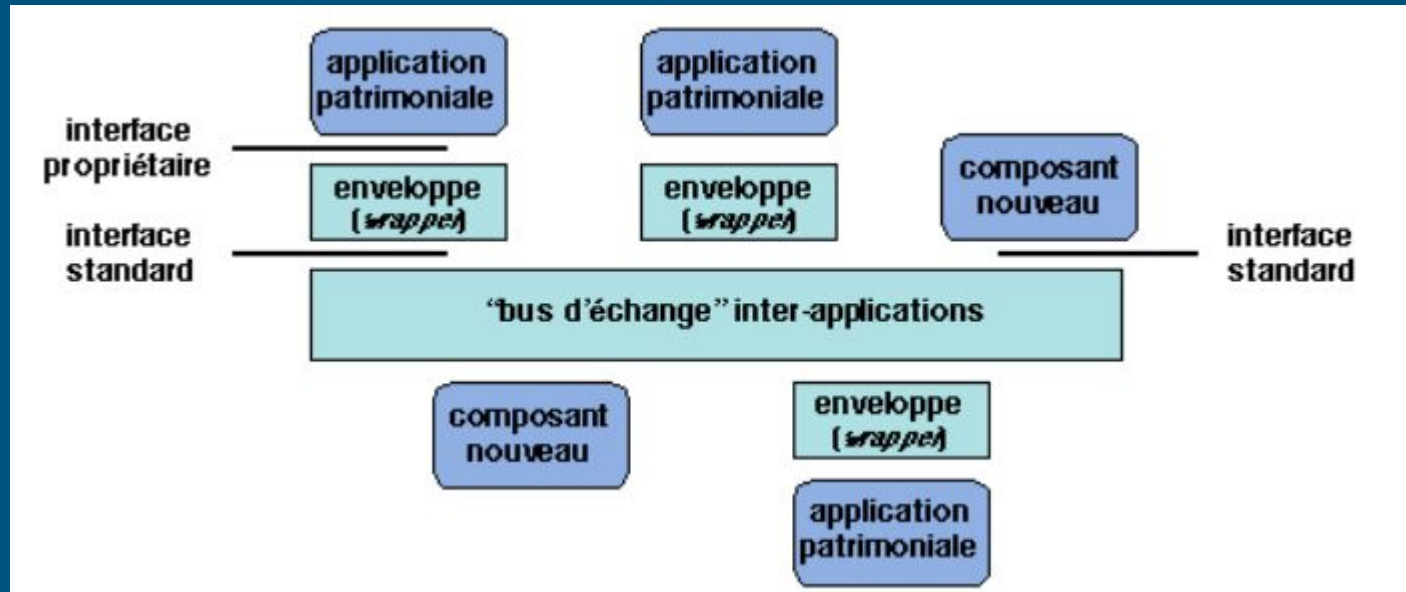 application
patrimoniale
application
patrimoniale
interface
propriétaire
enveloppe
(wrapper)
enveloppe
(wrapper)
composant
nouveau
interface
standard
interface
standard
“bus d’échange” inter-applications
composant
nouveau
enveloppe
(wrapper)
application
patrimoniale